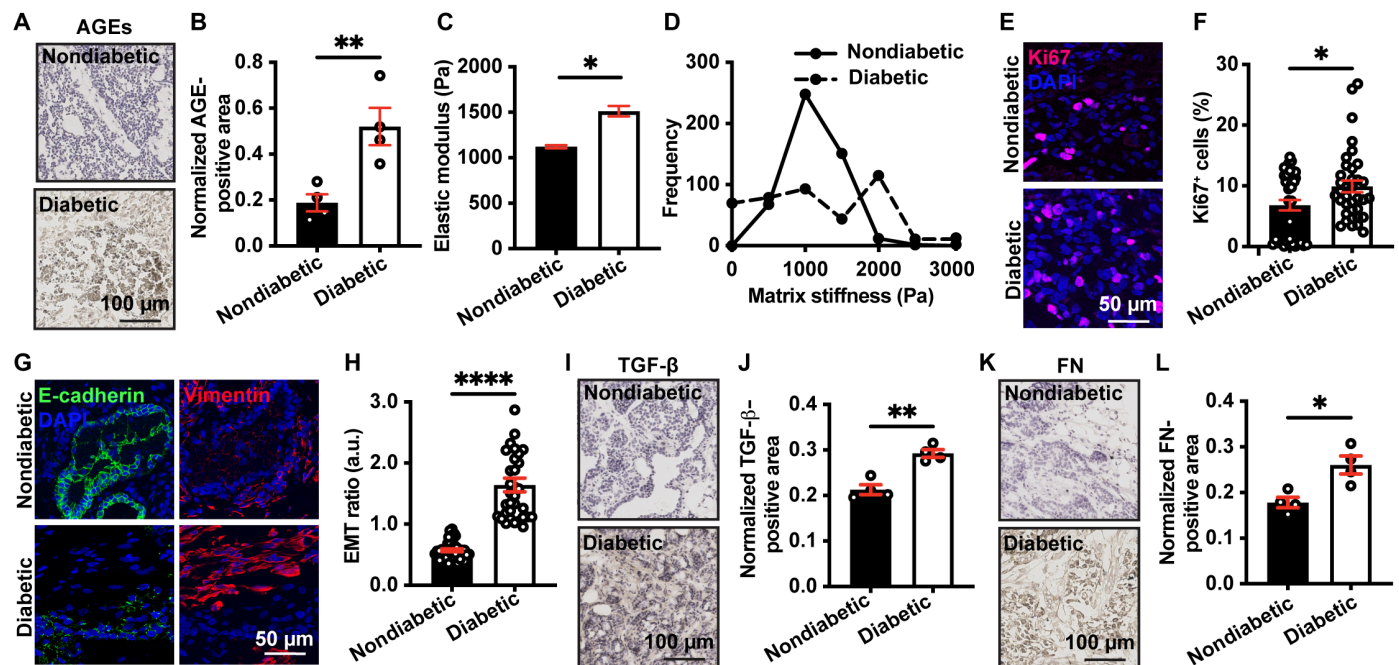 A
AGEs
Nondiabetic
Diabetic
100 µm
B
**
Normalized AGE-
positive area
0.8
0.6
0.4
0.2
0.0
Nondiabetic
Diabetic
C
*
Elastic modulus (Pa)
2000
1500
1000
500
0
Nondiabetic
Diabetic
D
Nondiabetic
Diabetic
Frequency
300
200
100
0
0
1000
2000
3000
Matrix stiffness (Pa)
E
Nondiabetic
Ki67
DAPI
Diabetic
50 µm
F
*
Ki67⁺ cells (%)
30
20
10
0
Nondiabetic
Diabetic
G
Nondiabetic
E-cadherin
DAPI
Vimentin
Diabetic
50 µm
H
****
EMT ratio (a.u.)
3.0
2.0
1.0
0.0
Nondiabetic
Diabetic
I
TGF-β
Nondiabetic
Diabetic
100 µm
J
**
Normalized TGF-β–
positive area
0.4
0.3
0.2
0.1
0.0
Nondiabetic
Diabetic
K
FN
Nondiabetic
Diabetic
100 µm
L
*
Normalized FN-
positive area
0.4
0.3
0.2
0.1
0.0
Nondiabetic
Diabetic